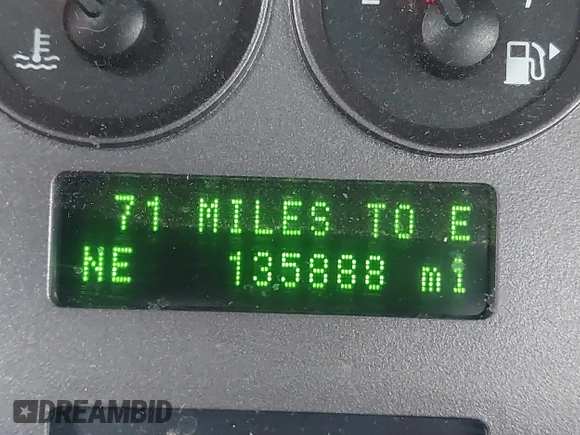 71 MILES TO E
NE 135888 mi
DREAMBID